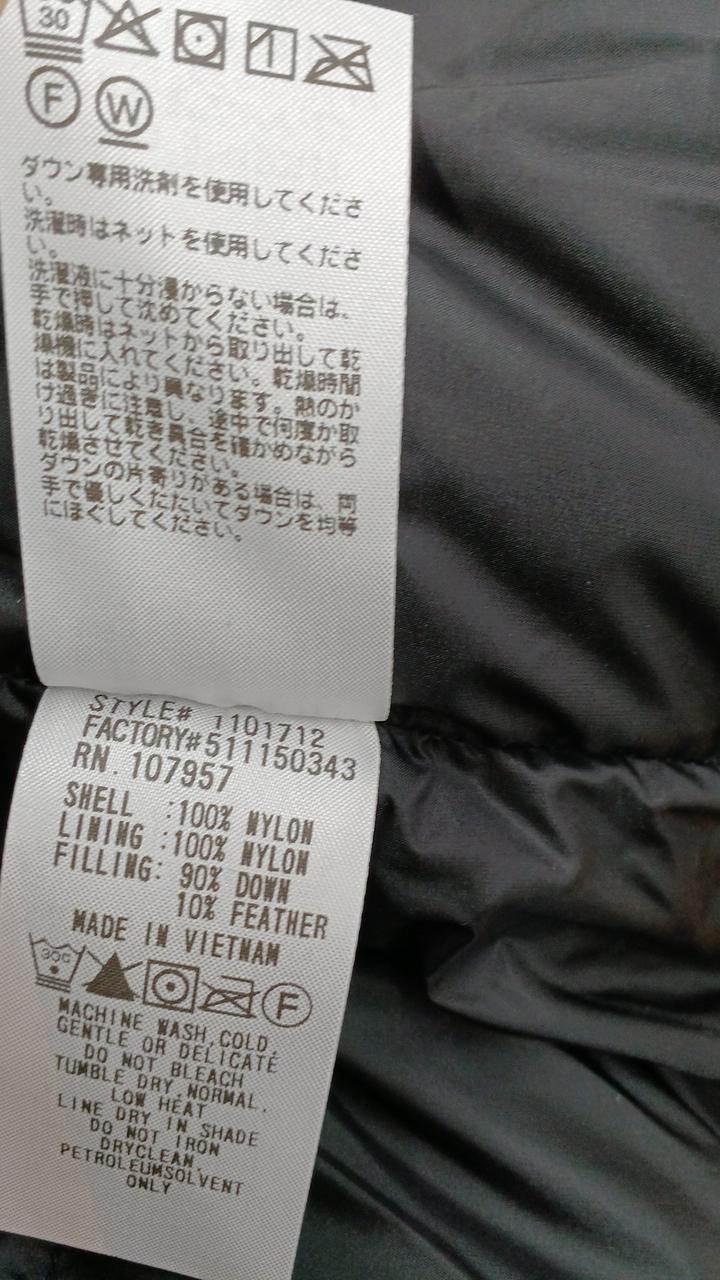 30
F W
ダウン専用洗剤を使用してくださ
い。
洗濯時はネットを使用してくださ
い。
洗濯液に十分浸からない場合は、
手で押して沈めてください。
乾燥時はネットから取り出して乾
燥機に入れてください。乾燥時間
は製品により異なります。熱のか
け過ぎに注意し、途中で何度か取
り出して乾き具合を確かめながら
乾燥させてください。
ダウンの片寄りがある場合は、両
手で優しくたたいてダウンを均等
にほぐしてください。
STYLE# 1101712
FACTORY#511150343
RN 107957
SHELL :100% NYLON
LINING :100% NYLON
FILLING: 90% DOWN
10% FEATHER
MADE IN VIETNAM
30C F
MACHINE WASH,COLD,
GENTLE OR DELICATE
DO NOT BLEACH
TUMBLE DRY,NORMAL,
LOW HEAT
LINE DRY IN SHADE
DO NOT IRON
DRYCLEAN,
PETROLEUMSOLVENT
ONLY